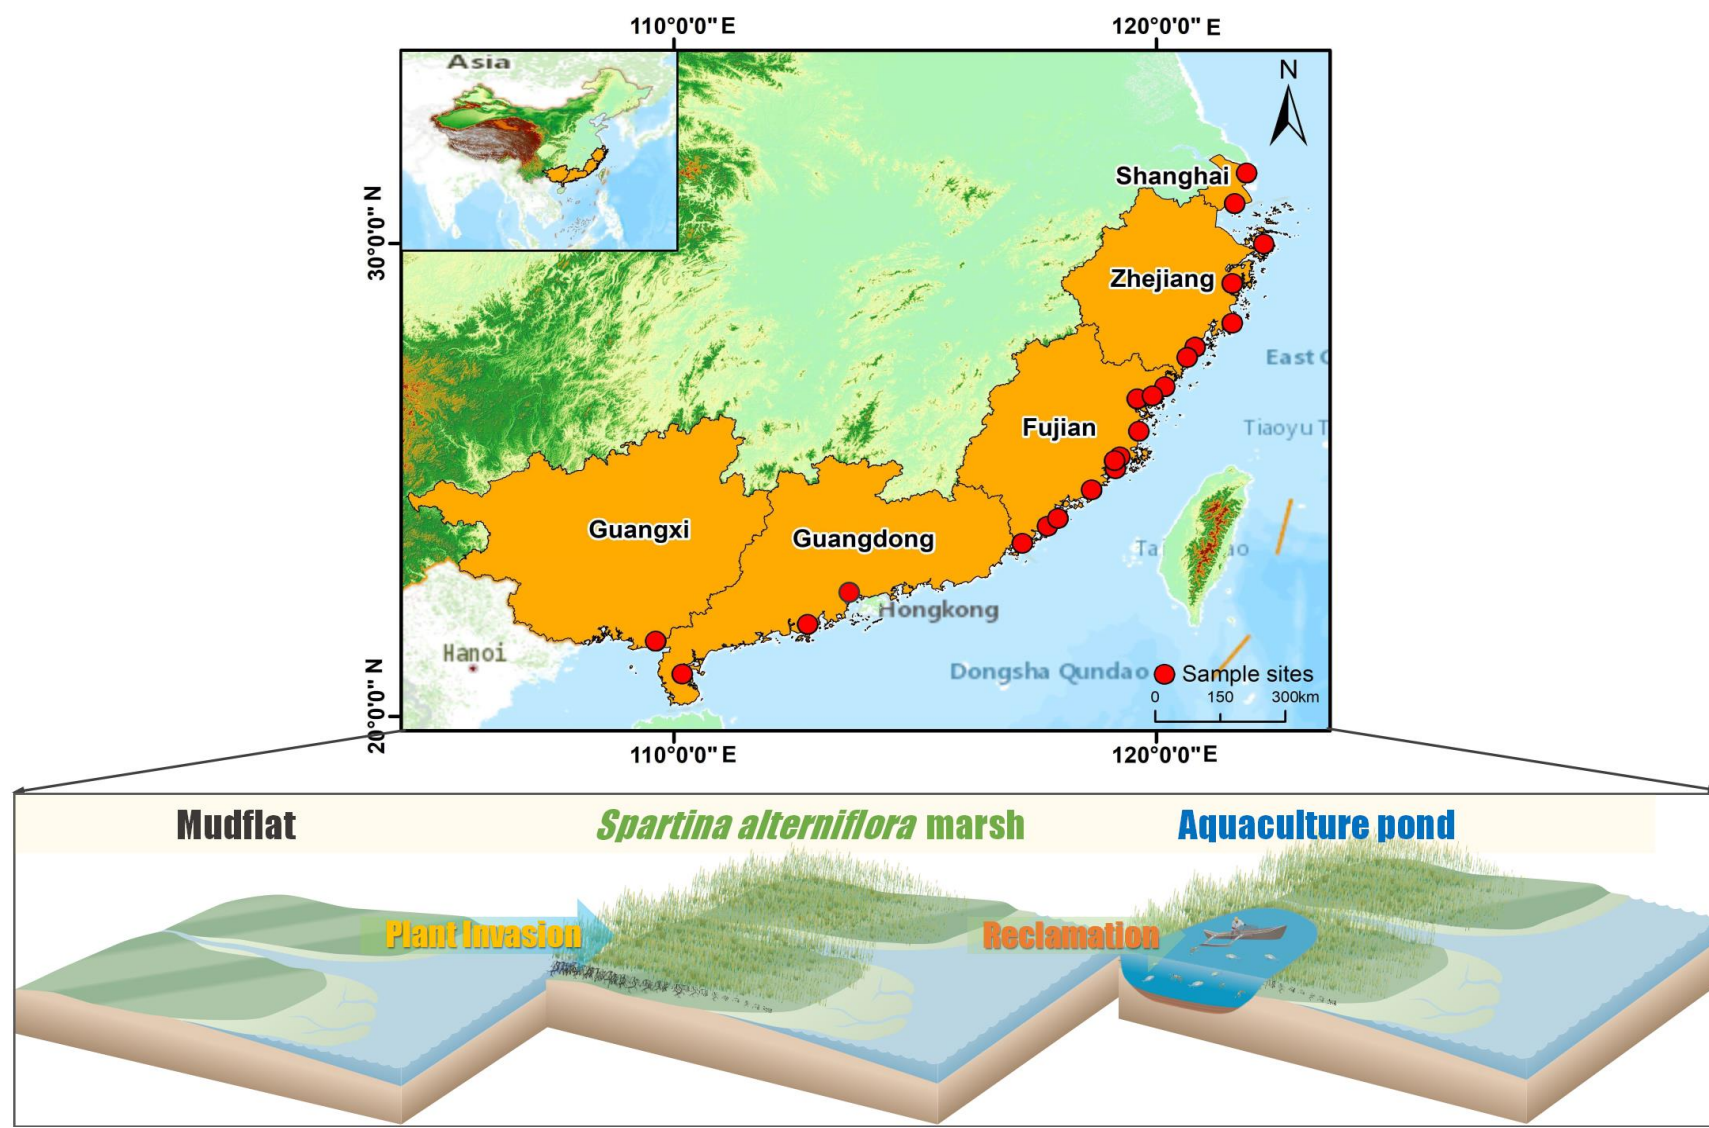 110°0'0" E 120°0'0" E
Asia
N
Shanghai
30°0'0" N
Zhejiang
East C
Fujian
Tiaoyu T
Guangxi
Guangdong
Hongkong
Hanoi
Dongsha Qundao
Sample sites
0 150 300km
20°0'0" N
110°0'0" E 120°0'0" E
Mudflat Spartina alterniflora marsh Aquaculture pond
Plant Invasion Reclamation